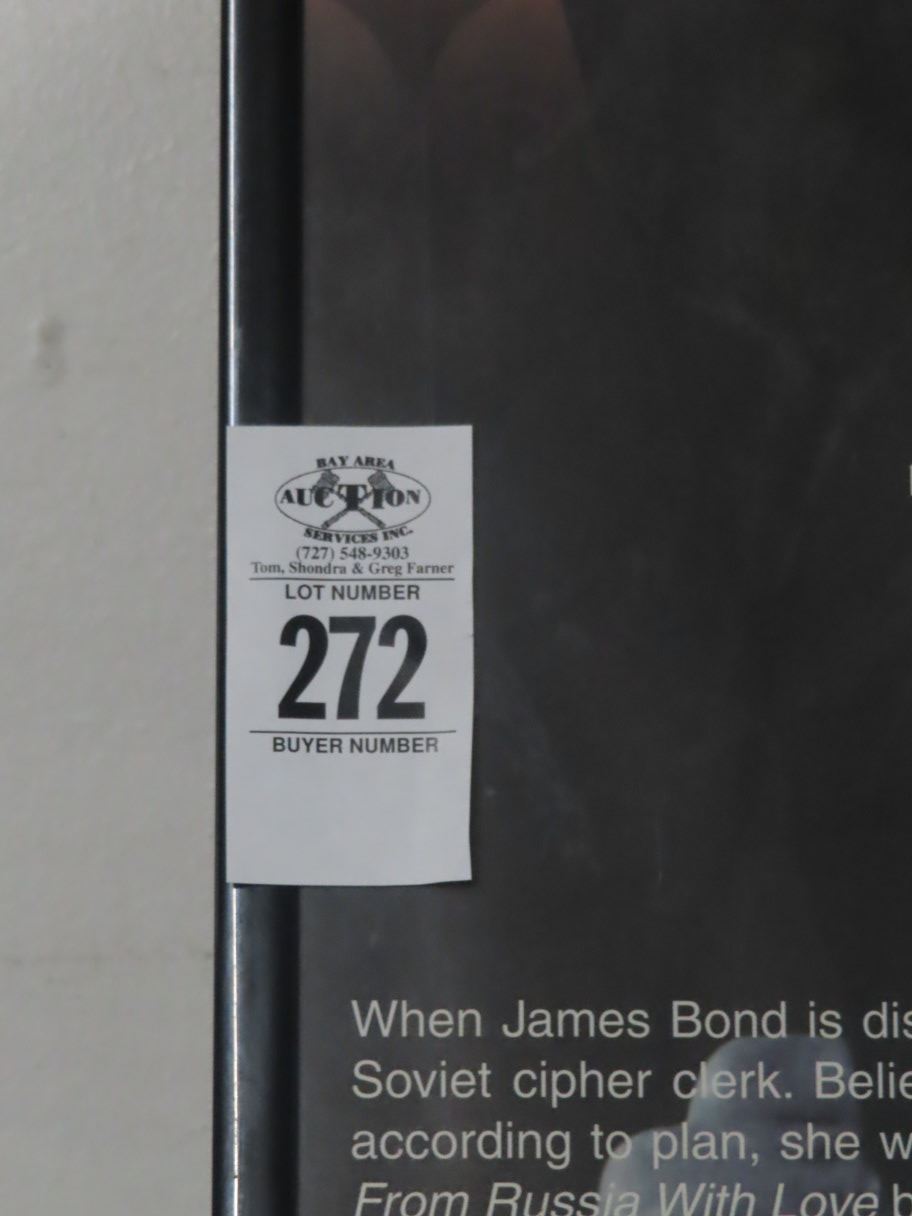 BAY AREA
AUCTION
SERVICES INC.
(727) 548-9303
Tom, Shondra & Greg Farner
LOT NUMBER
272
BUYER NUMBER
When James Bond is dis
Soviet cipher clerk. Belie
according to plan, she w
From Russia With Love b